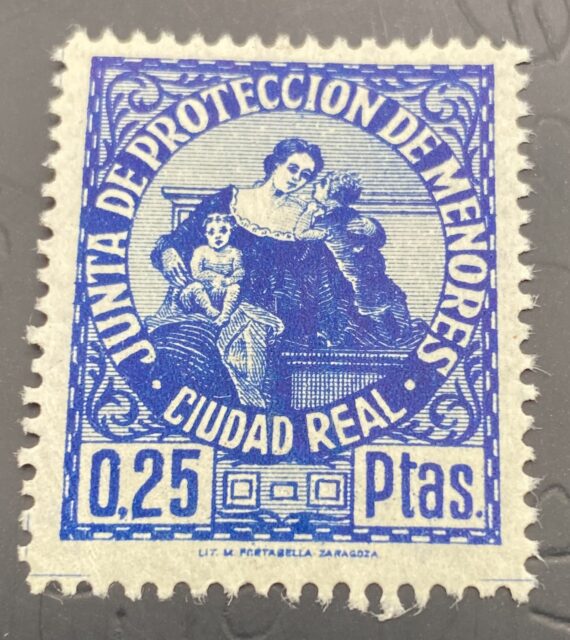 JUNTA DE PROTECCION DE MENORES
· CIUDAD REAL ·
0,25 Ptas.
LIT. M. PORTABELLA-ZARAGOZA